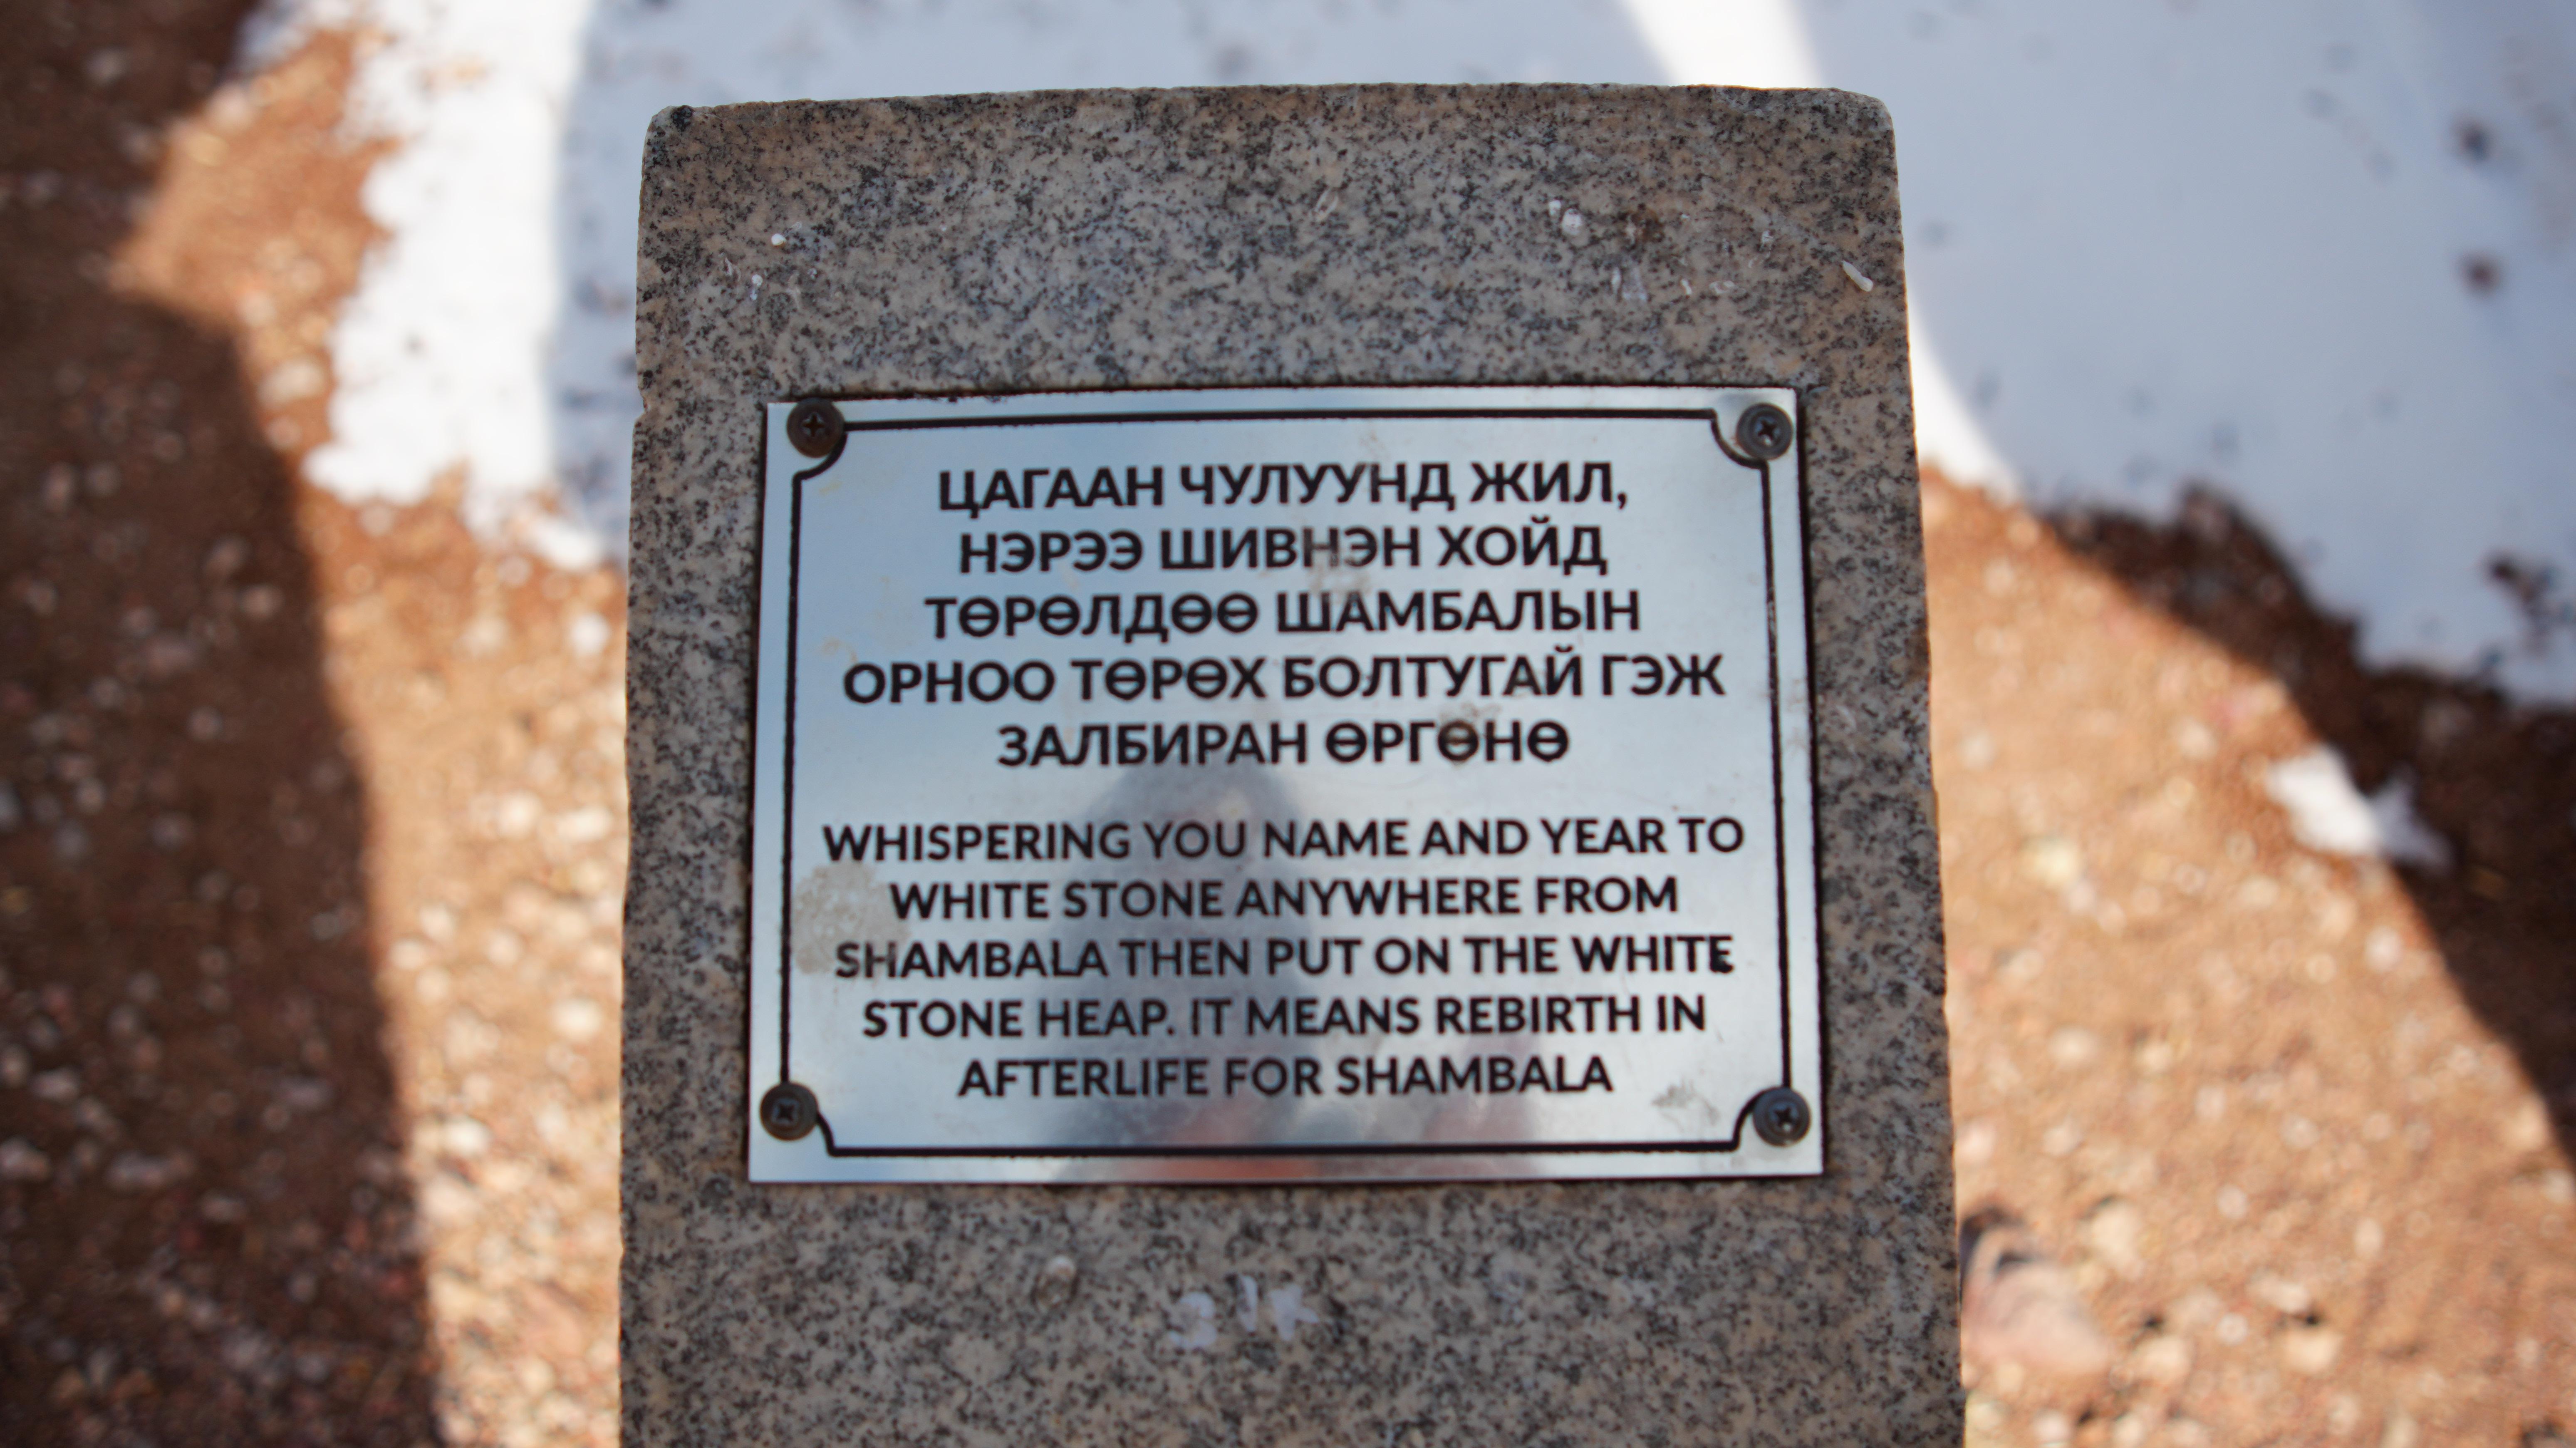 ЦАГААН ЧУЛУУНД ЖИЛ,
НЭРЭЭ ШИВНЭН ХОЙД
ТӨРӨЛДӨӨ ШАМБАЛЫН
ОРНОО ТӨРӨХ БОЛТУГАЙ ГЭЖ
ЗАЛБИРАН ӨРГӨНӨ
WHISPERING YOU NAME AND YEAR TO
WHITE STONE ANYWHERE FROM
SHAMBALA THEN PUT ON THE WHITE
STONE HEAP. IT MEANS REBIRTH IN
AFTERLIFE FOR SHAMBALA